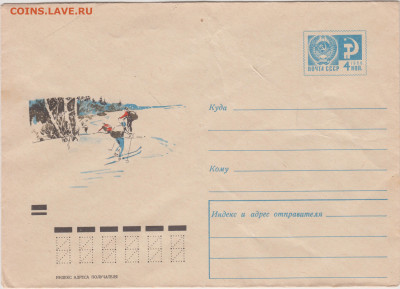 COINS.LAVE.RU
ПОЧТА СССР
4 КОП.
Куда
Кому
Индекс и адрес отправителя
ИНДЕКС АДРЕСА ПОЛУЧАТЕЛЯ